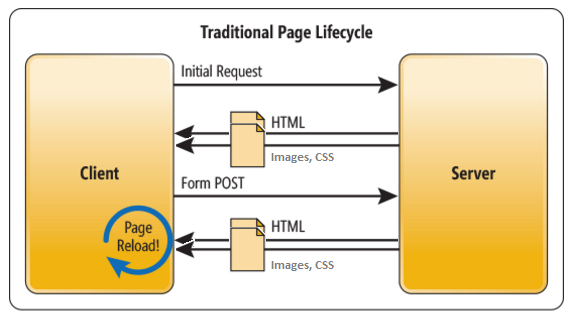 Traditional Page Lifecycle
Initial Request
HTML
Images, CSS
Client
Server
Form POST
Page
Reload!
HTML
Images, CSS